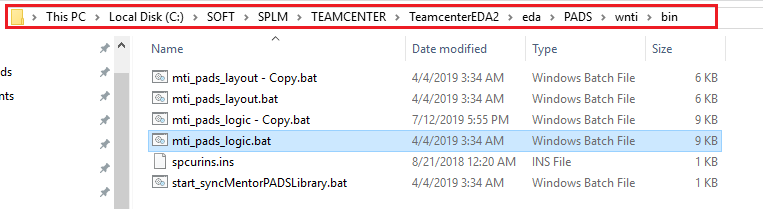 This PC > Local Disk (C:) > SOFT > SPLM > TEAMCENTER > TeamcenterEDA2 > eda > PADS > wnti > bin
Name Date modified Type Size
mti_pads_layout - Copy.bat 4/4/2019 3:34 AM Windows Batch File 6 KB
mti_pads_layout.bat 4/4/2019 3:34 AM Windows Batch File 6 KB
mti_pads_logic - Copy.bat 7/12/2019 5:55 PM Windows Batch File 9 KB
mti_pads_logic.bat 4/4/2019 3:34 AM Windows Batch File 9 KB
spcurins.ins 8/21/2018 12:20 AM INS File 1 KB
start_syncMentorPADSLibrary.bat 4/4/2019 3:34 AM Windows Batch File 1 KB